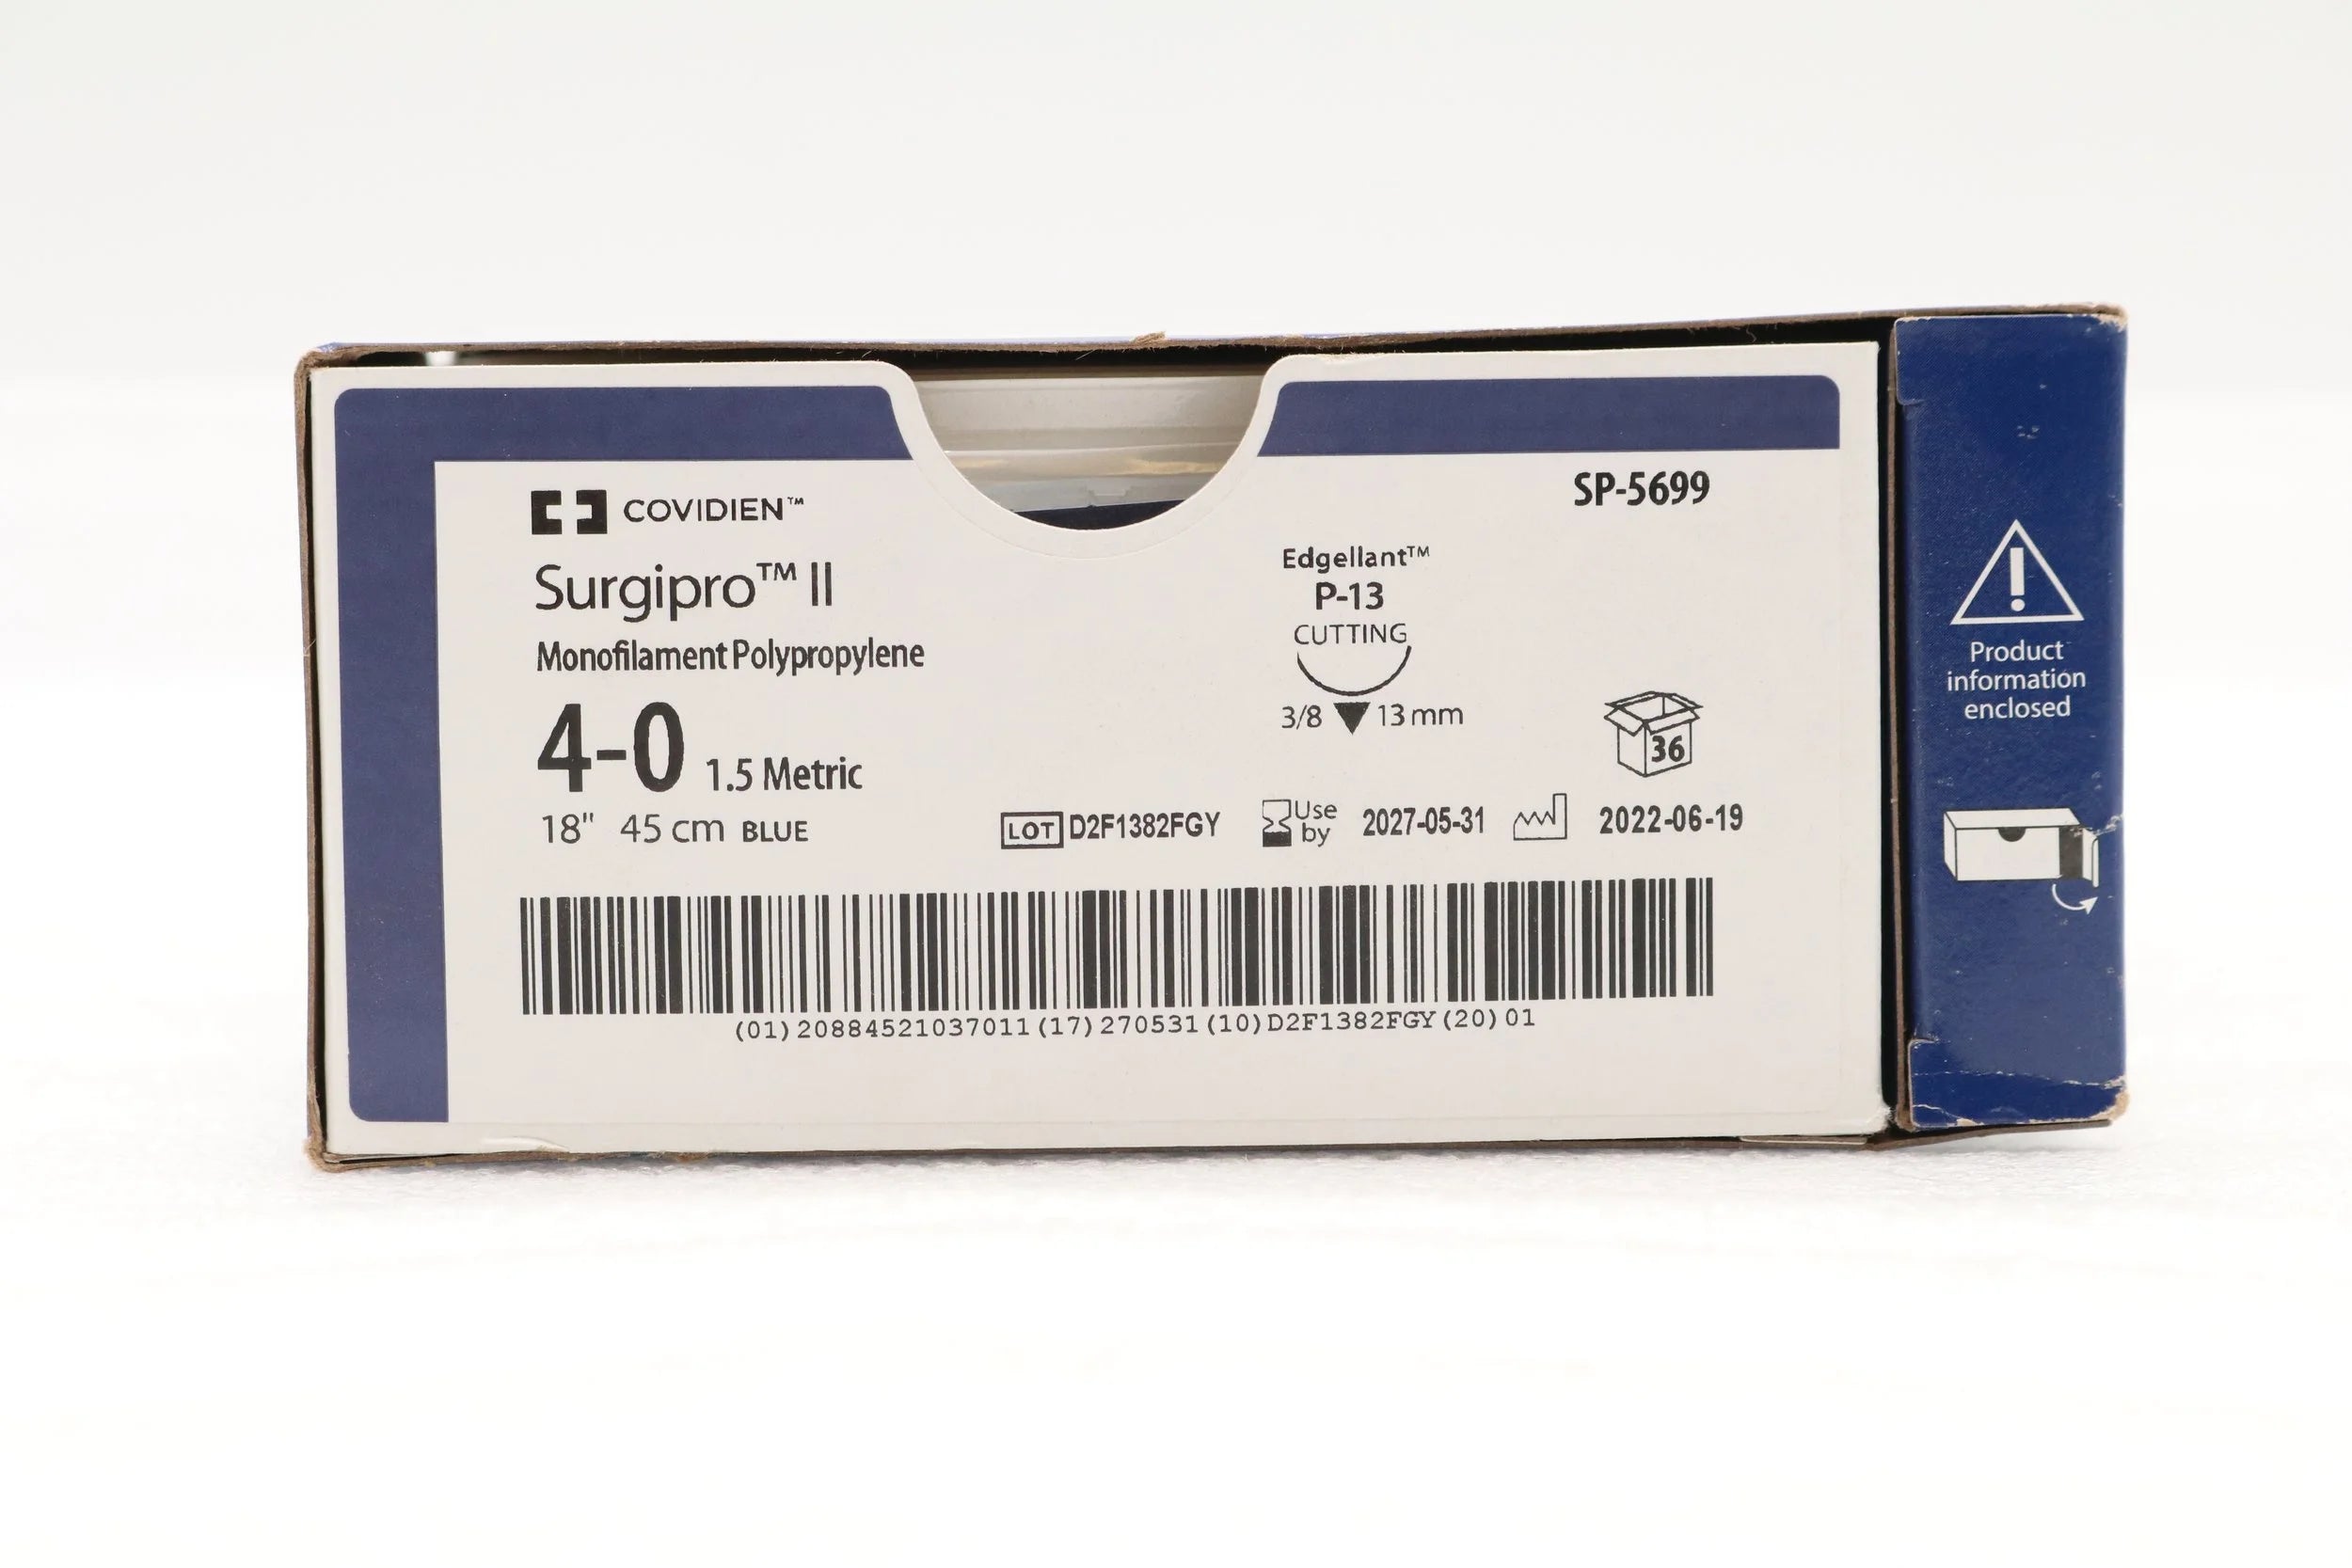 COVIDIEN™
Surgipro™ II
Monofilament Polypropylene
4-0 1.5 Metric
18" 45 cm BLUE
SP-5699
Edgellant™
P-13
CUTTING
3/8 13 mm
36
LOT D2F1382FGY Use by 2027-05-31 2022-06-19
(01)20884521037011(17)270531(10)D2F1382FGY(20)01
!
Product
information
enclosed